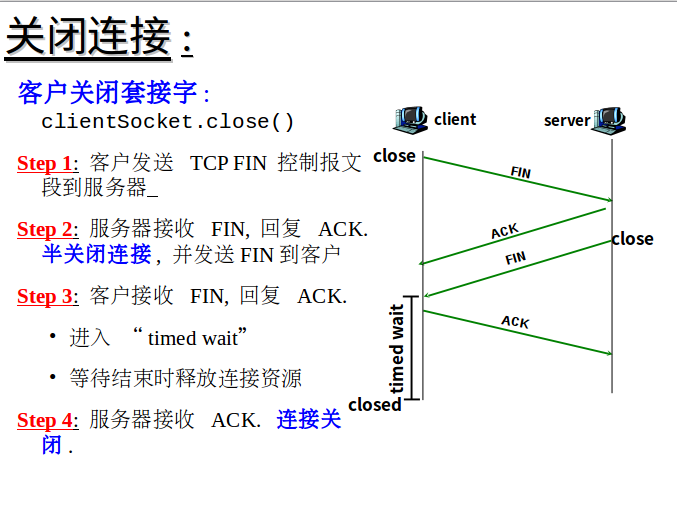 关闭连接 :
客户关闭套接字 :
clientSocket.close()
Step 1: 客户发送 TCP FIN 控制报文
段到服务器_
Step 2: 服务器接收 FIN, 回复 ACK.
半关闭连接 , 并发送 FIN 到客户
Step 3: 客户接收 FIN, 回复 ACK.
• 进入 “ timed wait”
• 等待结束时释放连接资源
Step 4: 服务器接收 ACK. 连接关
闭 .
client
server
close
FIN
ACK
close
FIN
ACK
timed wait
closed